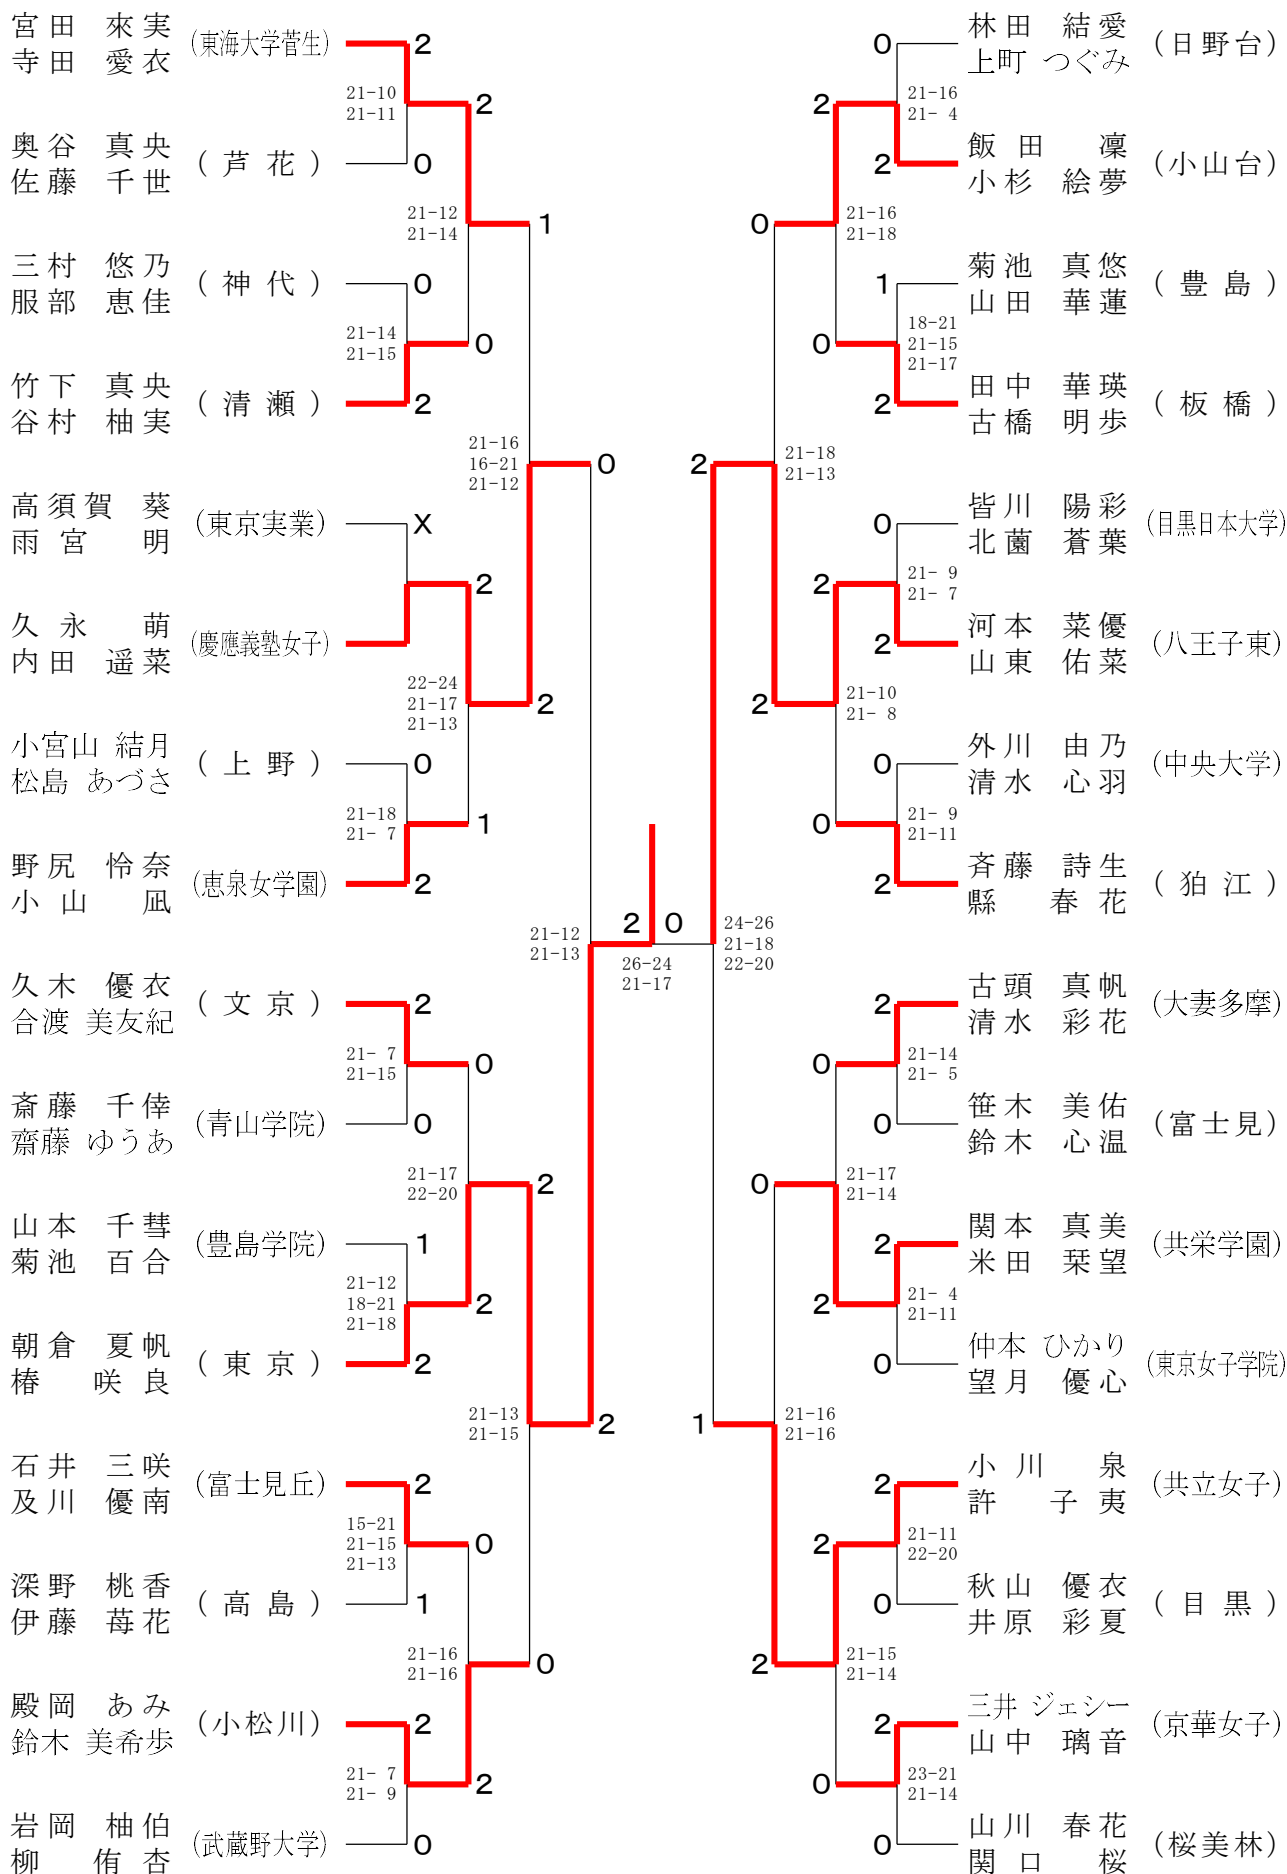 宮田 來実
寺田 愛衣
(東海大学菅生)
2
21-10
21-11
2
奥谷 真央
佐藤 千世
(芦花)
0
21-12
21-14
1
三村 悠乃
服部 恵佳
(神代)
0
21-14
21-15
0
竹下 真央
谷村 柚実
(清瀬)
2
21-16
16-21
21-12
0
高須賀 葵
雨宮 明
(東京実業)
X
2
久永 萌
内田 遥菜
(慶應義塾女子)
22-24
21-17
21-13
2
小宮山 結月
松島 あづさ
(上野)
0
21-18
21- 7
1
野尻 怜奈
小山 凪
(恵泉女学園)
2
21-12
21-13
2 0
26-24
21-17
久木 優衣
合渡 美友紀
(文京)
2
21- 7
21-15
0
斎藤 千倖
齋藤 ゆうあ
(青山学院)
0
21-17
22-20
2
山本 千彗
菊池 百合
(豊島学院)
1
21-12
18-21
21-18
2
朝倉 夏帆
椿 咲良
(東京)
2
21-13
21-15
2
石井 三咲
及川 優南
(富士見丘)
2
15-21
21-15
21-13
0
深野 桃香
伊藤 苺花
(高島)
1
21-16
21-16
0
殿岡 あみ
鈴木 美希歩
(小松川)
2
21- 7
21- 9
2
岩岡 柚伯
柳 侑杏
(武蔵野大学)
0
0
林田 結愛
上町 つぐみ
(日野台)
2
21-16
21- 4
2
飯田 凜
小杉 絵夢
(小山台)
0
21-16
21-18
1
菊池 真悠
山田 華蓮
(豊島)
0
18-21
21-15
21-17
2
田中 華瑛
古橋 明歩
(板橋)
2
21-18
21-13
0
皆川 陽彩
北薗 蒼葉
(目黒日本大学)
2
21- 9
21- 7
2
河本 菜優
山東 佑菜
(八王子東)
2
21-10
21- 8
0
外川 由乃
清水 心羽
(中央大学)
0
21- 9
21-11
2
斉藤 詩生
縣 春花
(狛江)
24-26
21-18
22-20
2
古頭 真帆
清水 彩花
(大妻多摩)
0
21-14
21- 5
0
笹木 美佑
鈴木 心温
(富士見)
0
21-17
21-14
2
関本 真美
米田 栞望
(共栄学園)
2
21- 4
21-11
0
仲本 ひかり
望月 優心
(東京女子学院)
1
21-16
21-16
2
小川 泉
許 子夷
(共立女子)
2
21-11
22-20
0
秋山 優衣
井原 彩夏
(目黒)
2
21-15
21-14
2
三井 ジェシー
山中 璃音
(京華女子)
0
23-21
21-14
0
山川 春花
関口 桜
(桜美林)